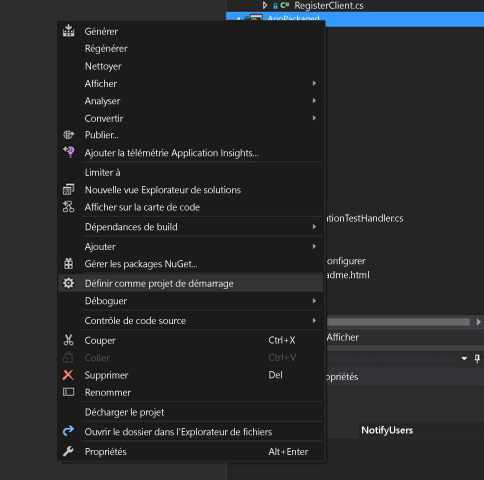 RegisterClient.cs
AppPackaged
Générer
Régénérer
Nettoyer
Afficher
Analyser
Convertir
Publier...
Ajouter la télémétrie Application Insights...
Limiter à
Nouvelle vue Explorateur de solutions
Afficher sur la carte de code
Dépendances de build
ationTestHandler.cs
Ajouter
onfigurer
Gérer les packages NuGet...
dme.html
Définir comme projet de démarrage
Déboguer
Contrôle de code source
Afficher
Couper Ctrl+X
Coller Ctrl+V
Supprimer Del
opriétés
Renommer
Décharger le projet
Ouvrir le dossier dans l'Explorateur de fichiers
NotifyUsers
Propriétés Alt+Enter